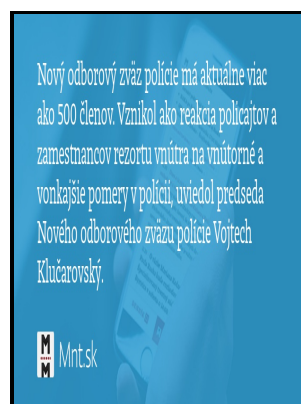 Nový odborový zväz polície má aktuálne viac
ako 500 členov. Vznikol ako reakcia policajtov a
zamestnancov rezortu vnútra na vnútorné a
vonkajšie pomery v polícii, uviedol predseda
Nového odborového zväzu polície Vojtech
Klučarovský.
M
M
Mnt.sk